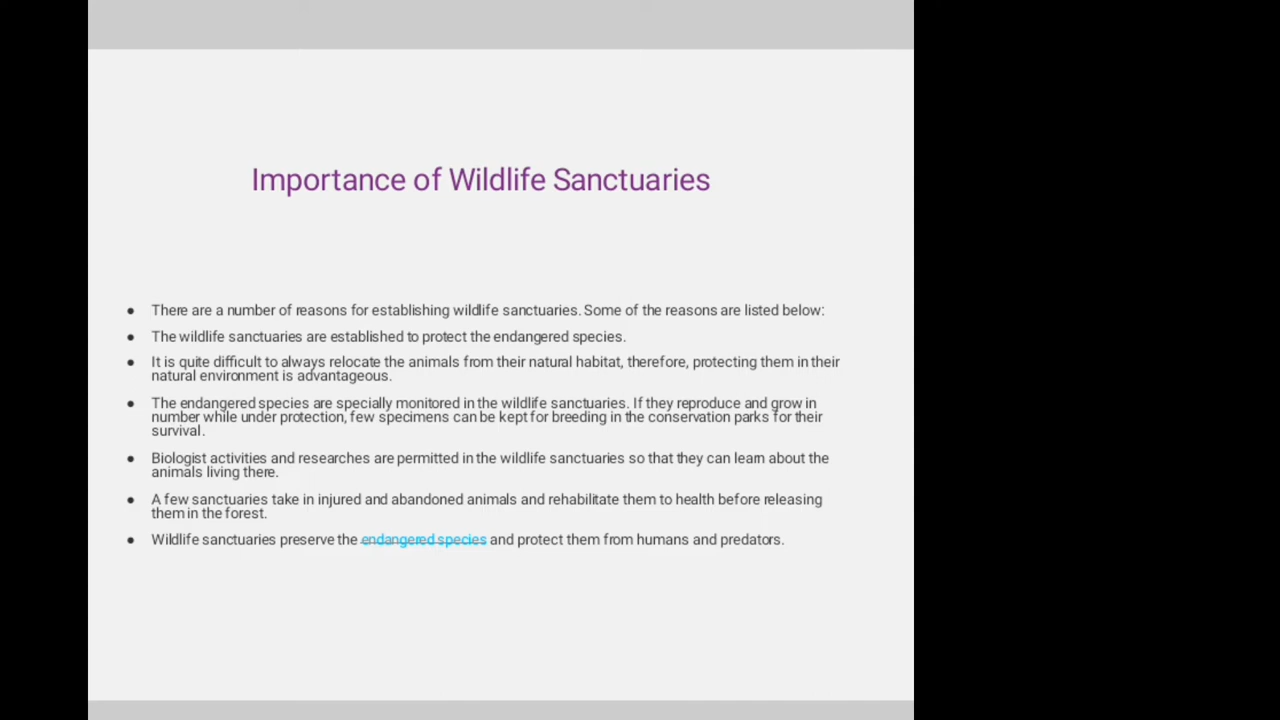 Importance of Wildlife Sanctuaries
● There are a number of reasons for establishing wildlife sanctuaries. Some of the reasons are listed below:
● The wildlife sanctuaries are established to protect the endangered species.
● It is quite difficult to always relocate the animals from their natural habitat, therefore, protecting them in their
natural environment is advantageous.
● The endangered species are specially monitored in the wildlife sanctuaries. If they reproduce and grow in
number while under protection, few specimens can be kept for breeding in the conservation parks for their
survival.
● Biologist activities and researches are permitted in the wildlife sanctuaries so that they can learn about the
animals living there.
● A few sanctuaries take in injured and abandoned animals and rehabilitate them to health before releasing
them in the forest.
● Wildlife sanctuaries preserve the endangered species and protect them from humans and predators.